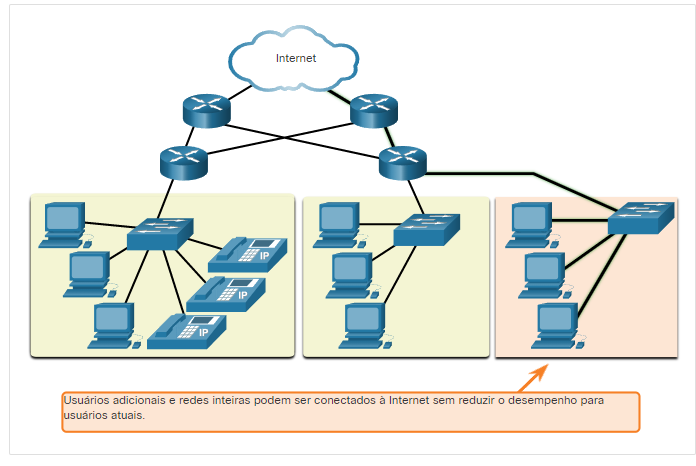 Internet
IP
IP
IP
Usuários adicionais e redes inteiras podem ser conectados à Internet sem reduzir o desempenho para
usuários atuais.